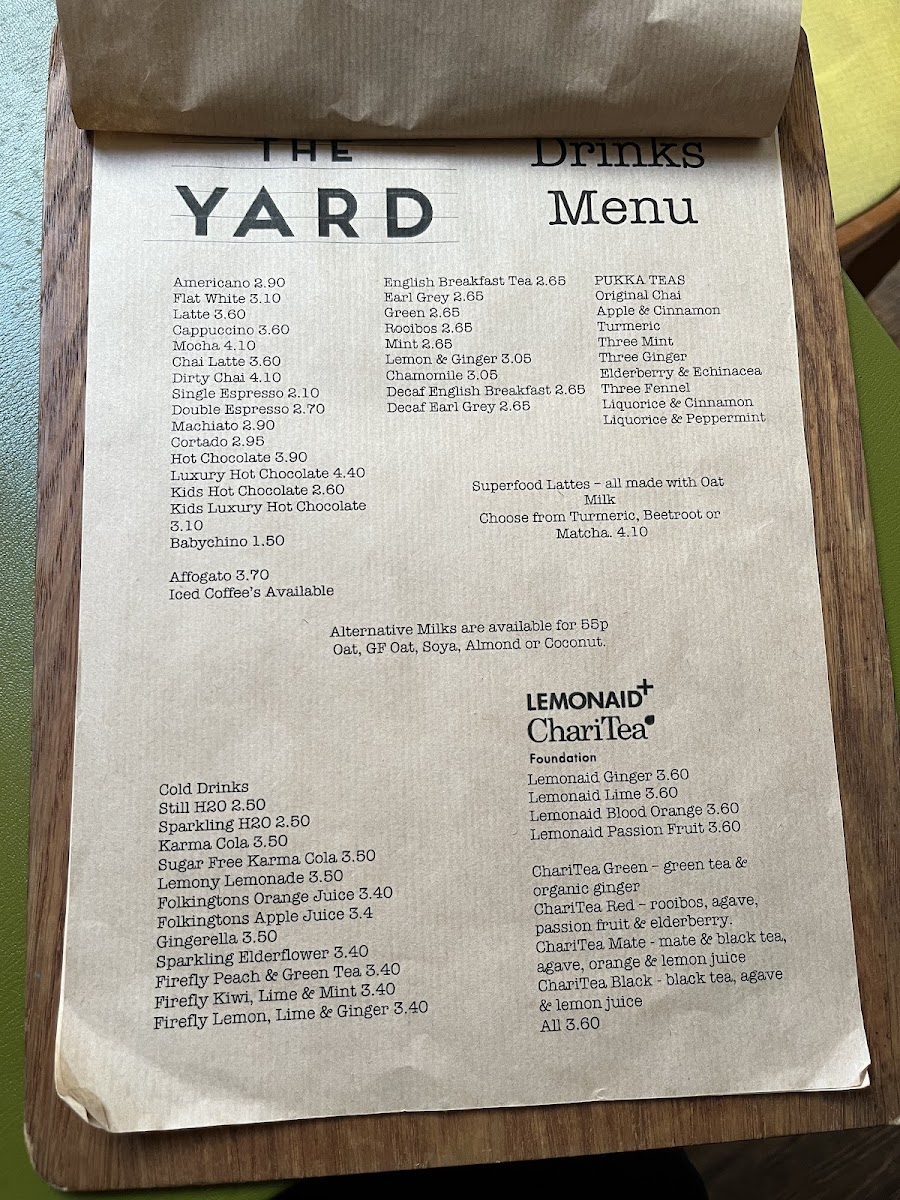 THE
YARD
Drinks
Menu
Americano 2.90
Flat White 3.10
Latte 3.60
Cappuccino 3.60
Mocha 4.10
Chai Latte 3.60
Dirty Chai 4.10
Single Espresso 2.10
Double Espresso 2.70
Machiato 2.90
Cortado 2.95
Hot Chocolate 3.90
Luxury Hot Chocolate 4.40
Kids Hot Chocolate 2.60
Kids Luxury Hot Chocolate
3.10
Babychino 1.50
Affogato 3.70
Iced Coffee's Available
English Breakfast Tea 2.65
Earl Grey 2.65
Green 2.65
Rooibos 2.65
Mint 2.65
Lemon & Ginger 3.05
Chamomile 3.05
Decaf English Breakfast 2.65
Decaf Earl Grey 2.65
PUKKA TEAS
Original Chai
Apple & Cinnamon
Turmeric
Three Mint
Three Ginger
Elderberry & Echinacea
Three Fennel
Liquorice & Cinnamon
Liquorice & Peppermint
Superfood Lattes – all made with Oat
Milk
Choose from Turmeric, Beetroot or
Matcha. 4.10
Alternative Milks are available for 55p
Oat, GF Oat, Soya, Almond or Coconut.
Cold Drinks
Still H20 2.50
Sparkling H20 2.50
Karma Cola 3.50
Sugar Free Karma Cola 3.50
Lemony Lemonade 3.50
Folkingtons Orange Juice 3.40
Folkingtons Apple Juice 3.4
Gingerella 3.50
Sparkling Elderflower 3.40
Firefly Peach & Green Tea 3.40
Firefly Kiwi, Lime & Mint 3.40
Firefly Lemon, Lime & Ginger 3.40
LEMONAID+
ChariTea
Foundation
Lemonaid Ginger 3.60
Lemonaid Lime 3.60
Lemonaid Blood Orange 3.60
Lemonaid Passion Fruit 3.60
ChariTea Green – green tea &
organic ginger
ChariTea Red – rooibos, agave,
passion fruit & elderberry.
ChariTea Mate - mate & black tea,
agave, orange & lemon juice
ChariTea Black - black tea, agave
& lemon juice
All 3.60